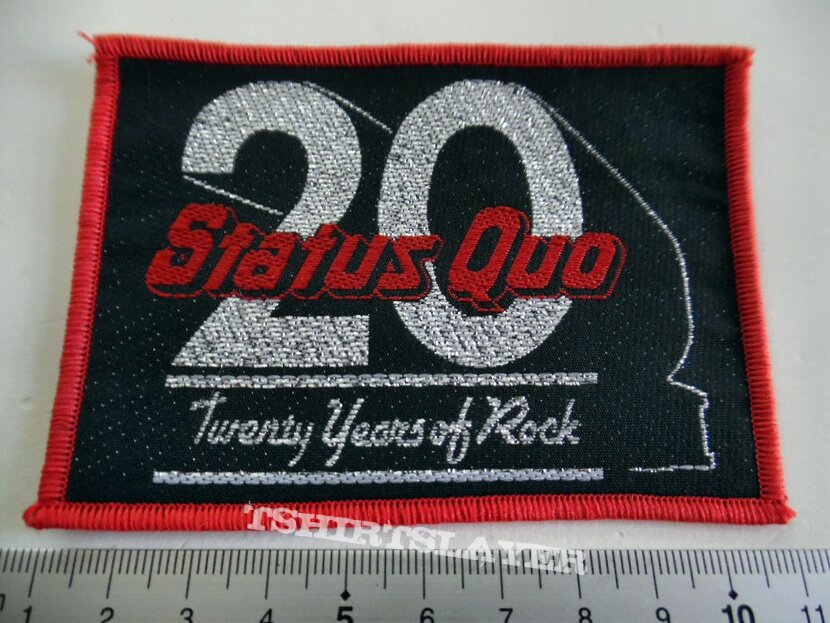 20
Status Quo
Twenty Years of Rock
TSHIRTSLAYER
1 2 3 4 5 6 7 8 9 10 11